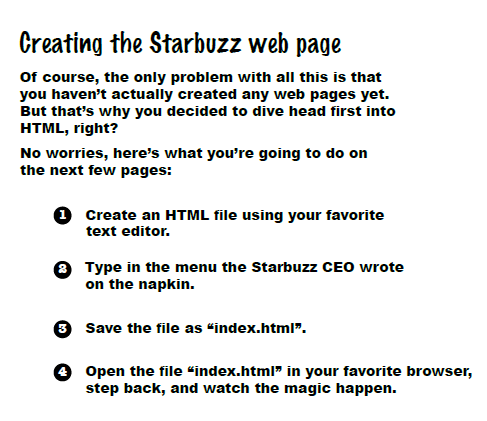 Creating the Starbuzz web page
Of course, the only problem with all this is that
you haven’t actually created any web pages yet.
But that’s why you decided to dive head first into
HTML, right?
No worries, here’s what you’re going to do on
the next few pages:
1 Create an HTML file using your favorite
text editor.
2 Type in the menu the Starbuzz CEO wrote
on the napkin.
3 Save the file as “index.html”.
4 Open the file “index.html” in your favorite browser,
step back, and watch the magic happen.